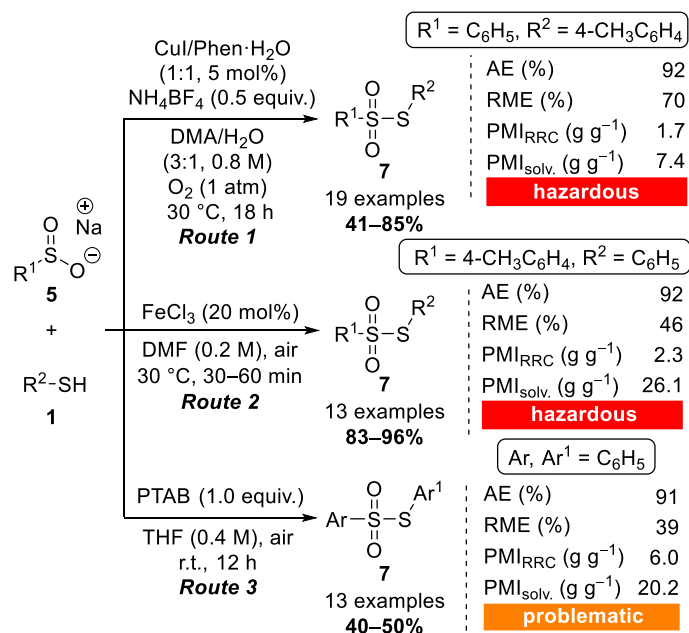 R¹ = C₆H₅, R² = 4-CH₃C₆H₄
CuI/Phen·H₂O
(1:1, 5 mol%)
NH₄BF₄ (0.5 equiv.)
DMA/H₂O
(3:1, 0.8 M)
O₂ (1 atm)
30 °C, 18 h
Route 1
O
R¹ S S R²
O
7
19 examples
41–85%
AE (%) 92
RME (%) 70
PMI_RRC (g g⁻¹) 1.7
PMI_solv. (g g⁻¹) 7.4
hazardous
O ⊕ Na
R¹ S O ⊖
5
+
R²–SH
1
R¹ = 4-CH₃C₆H₄, R² = C₆H₅
FeCl₃ (20 mol%)
DMF (0.2 M), air
30 °C, 30–60 min
Route 2
O
R¹ S S R²
O
7
13 examples
83–96%
AE (%) 92
RME (%) 46
PMI_RRC (g g⁻¹) 2.3
PMI_solv. (g g⁻¹) 26.1
hazardous
Ar, Ar¹ = C₆H₅
PTAB (1.0 equiv.)
THF (0.4 M), air
r.t., 12 h
Route 3
O
Ar S S Ar¹
O
7
13 examples
40–50%
AE (%) 91
RME (%) 39
PMI_RRC (g g⁻¹) 6.0
PMI_solv. (g g⁻¹) 20.2
problematic